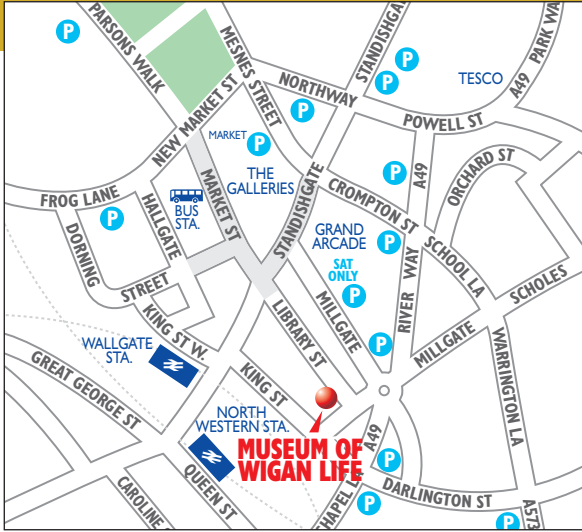 P
PARSONS WALK
MESNES STREET
NEW MARKET ST
NORTHWAY
STANDISHGATE
P
P
TESCO
A49
PARK WA
P
POWELL ST
MARKET P
THE
GALLERIES
MARKET ST
FROG LANE
P
HALLGATE
BUS
STA.
STANDISHGATE
CROMPTON ST
P
A49
ORCHARD ST
GRAND
ARCADE
P
SAT
ONLY
P
SCHOOL LA
RIVER WAY
SCHOLES
DORNING
STREET
KING ST W.
LIBRARY ST
MILLGATE
P
MILLGATE
WARRINGTON LA
WALLGATE
STA.
GREAT GEORGE ST
KING ST
NORTH
WESTERN STA.
MUSEUM OF
WIGAN LIFE
A49
P
QUEEN ST
CAROLINE
CHAPEL L
P
DARLINGTON ST
P
A573